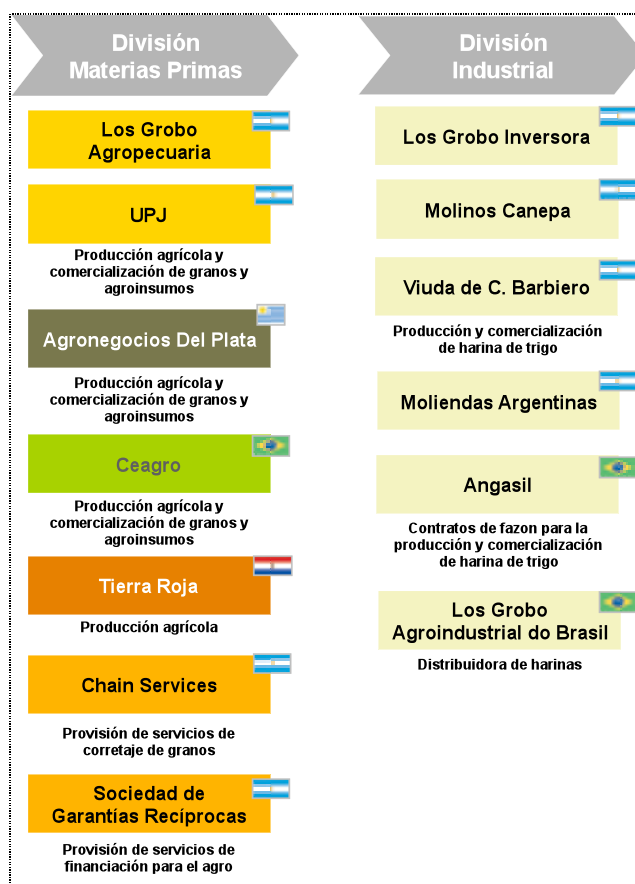 División
Materias Primas
Los Grobo
Agropecuaria
UPJ
Producción agrícola y
comercialización de granos y
agroinsumos
Agronegocios Del Plata
Producción agrícola y
comercialización de granos y
agroinsumos
Ceagro
Producción agrícola y
comercialización de granos y
agroinsumos
Tierra Roja
Producción agrícola
Chain Services
Provisión de servicios de
corretaje de granos
Sociedad de
Garantías Recíprocas
Provisión de servicios de
financiación para el agro
División
Industrial
Los Grobo Inversora
Molinos Canepa
Viuda de C. Barbiero
Producción y comercialización
de harina de trigo
Moliendas Argentinas
Angasil
Contratos de fazon para la
producción y comercialización
de harina de trigo
Los Grobo
Agroindustrial do Brasil
Distribuidora de harinas